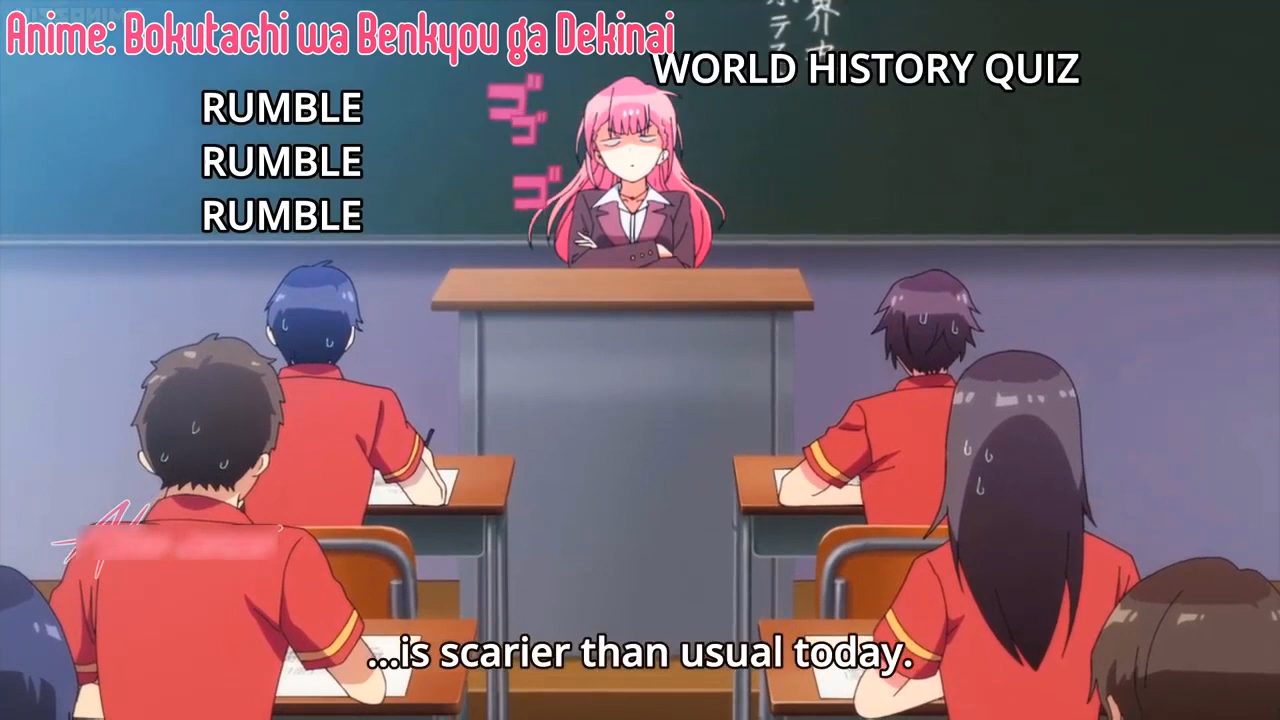 Anime: Bokutachi wa Benkyou ga Dekinai
WORLD HISTORY QUIZ
RUMBLE
RUMBLE
RUMBLE
ゴ
ゴ
ゴ
...is scarier than usual today.